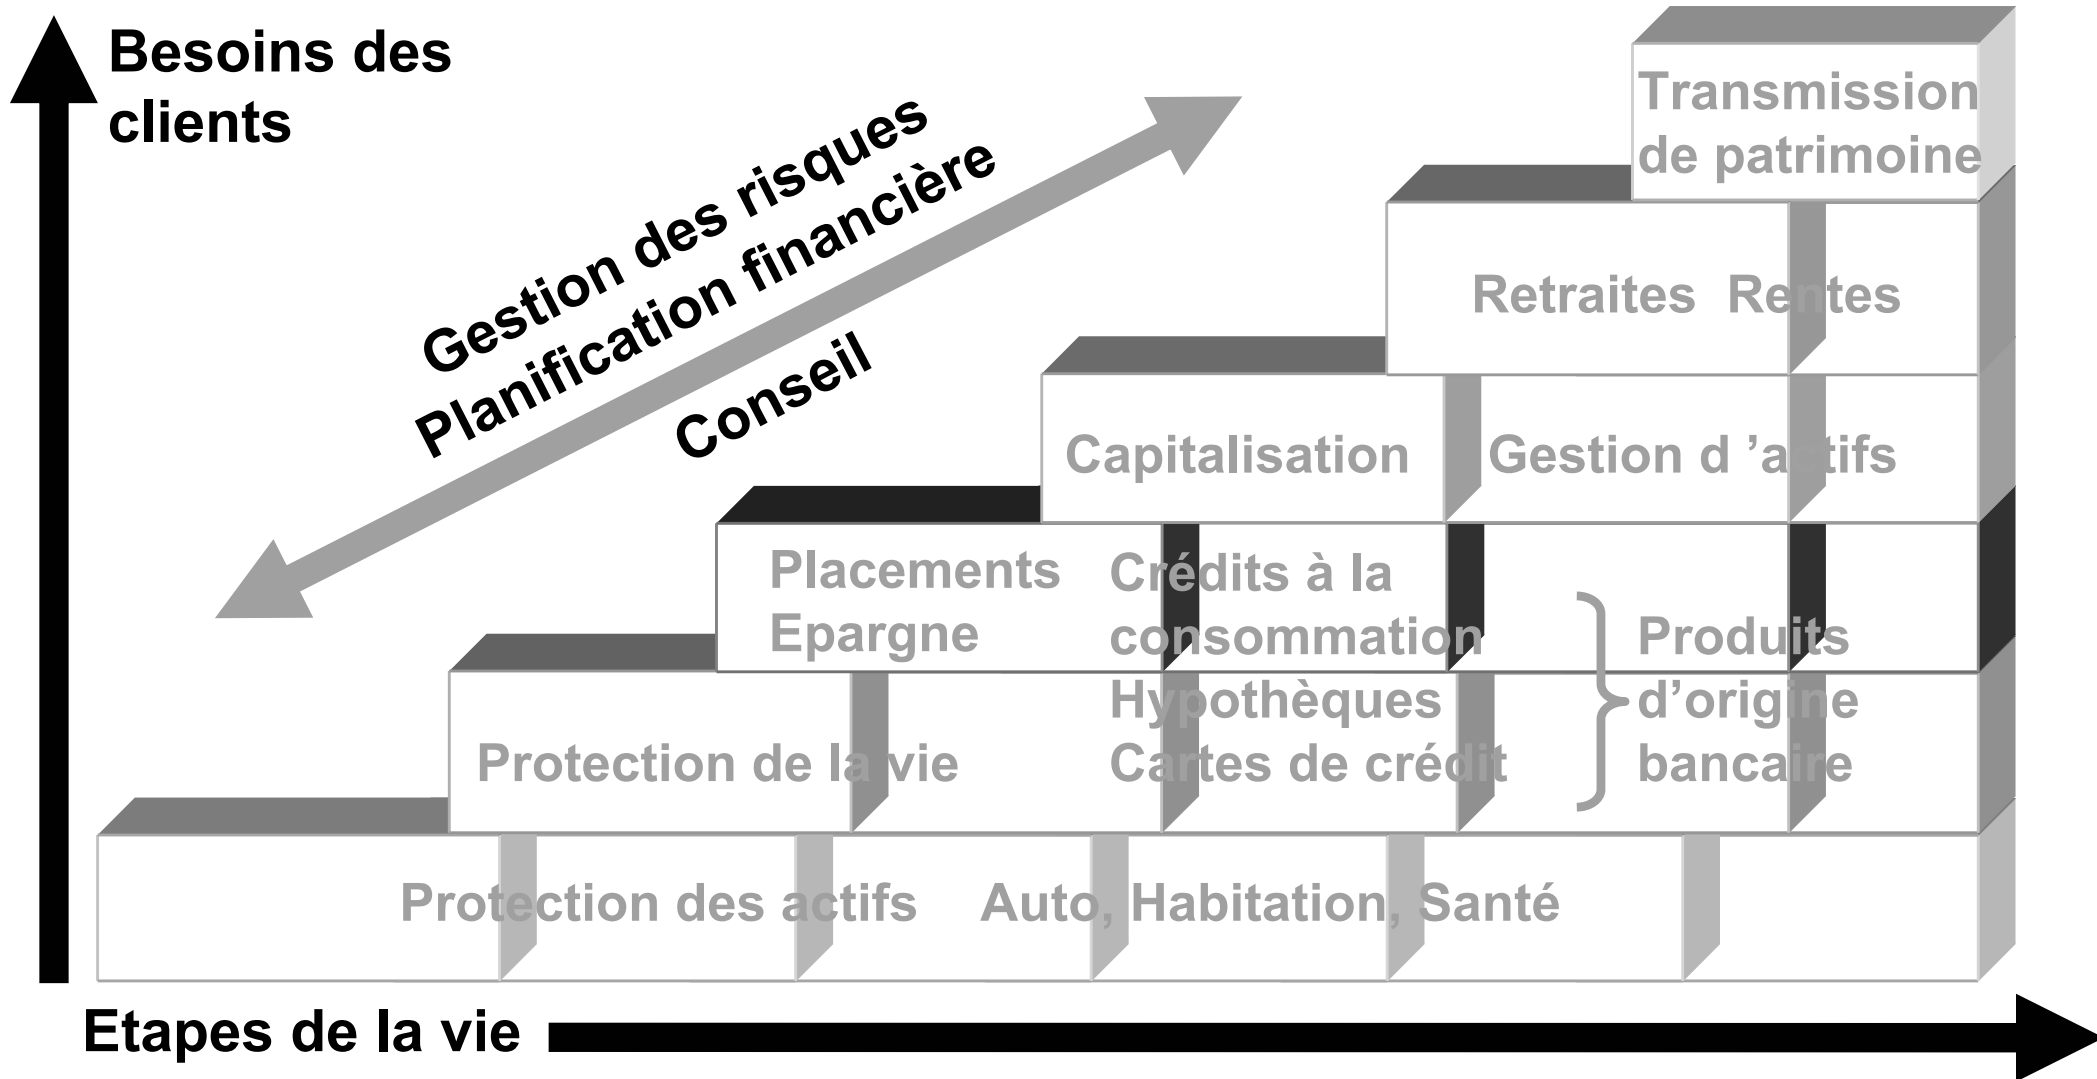 Besoins des
clients
Gestion des risques
Planification financière
Conseil
Transmission
de patrimoine
Retraites Rentes
Capitalisation
Gestion d ’actifs
Placements
Epargne
Crédits à la
consommation
Hypothèques
Cartes de crédit
Produits
d’origine
bancaire
Protection de la vie
Protection des actifs
Auto, Habitation, Santé
Etapes de la vie